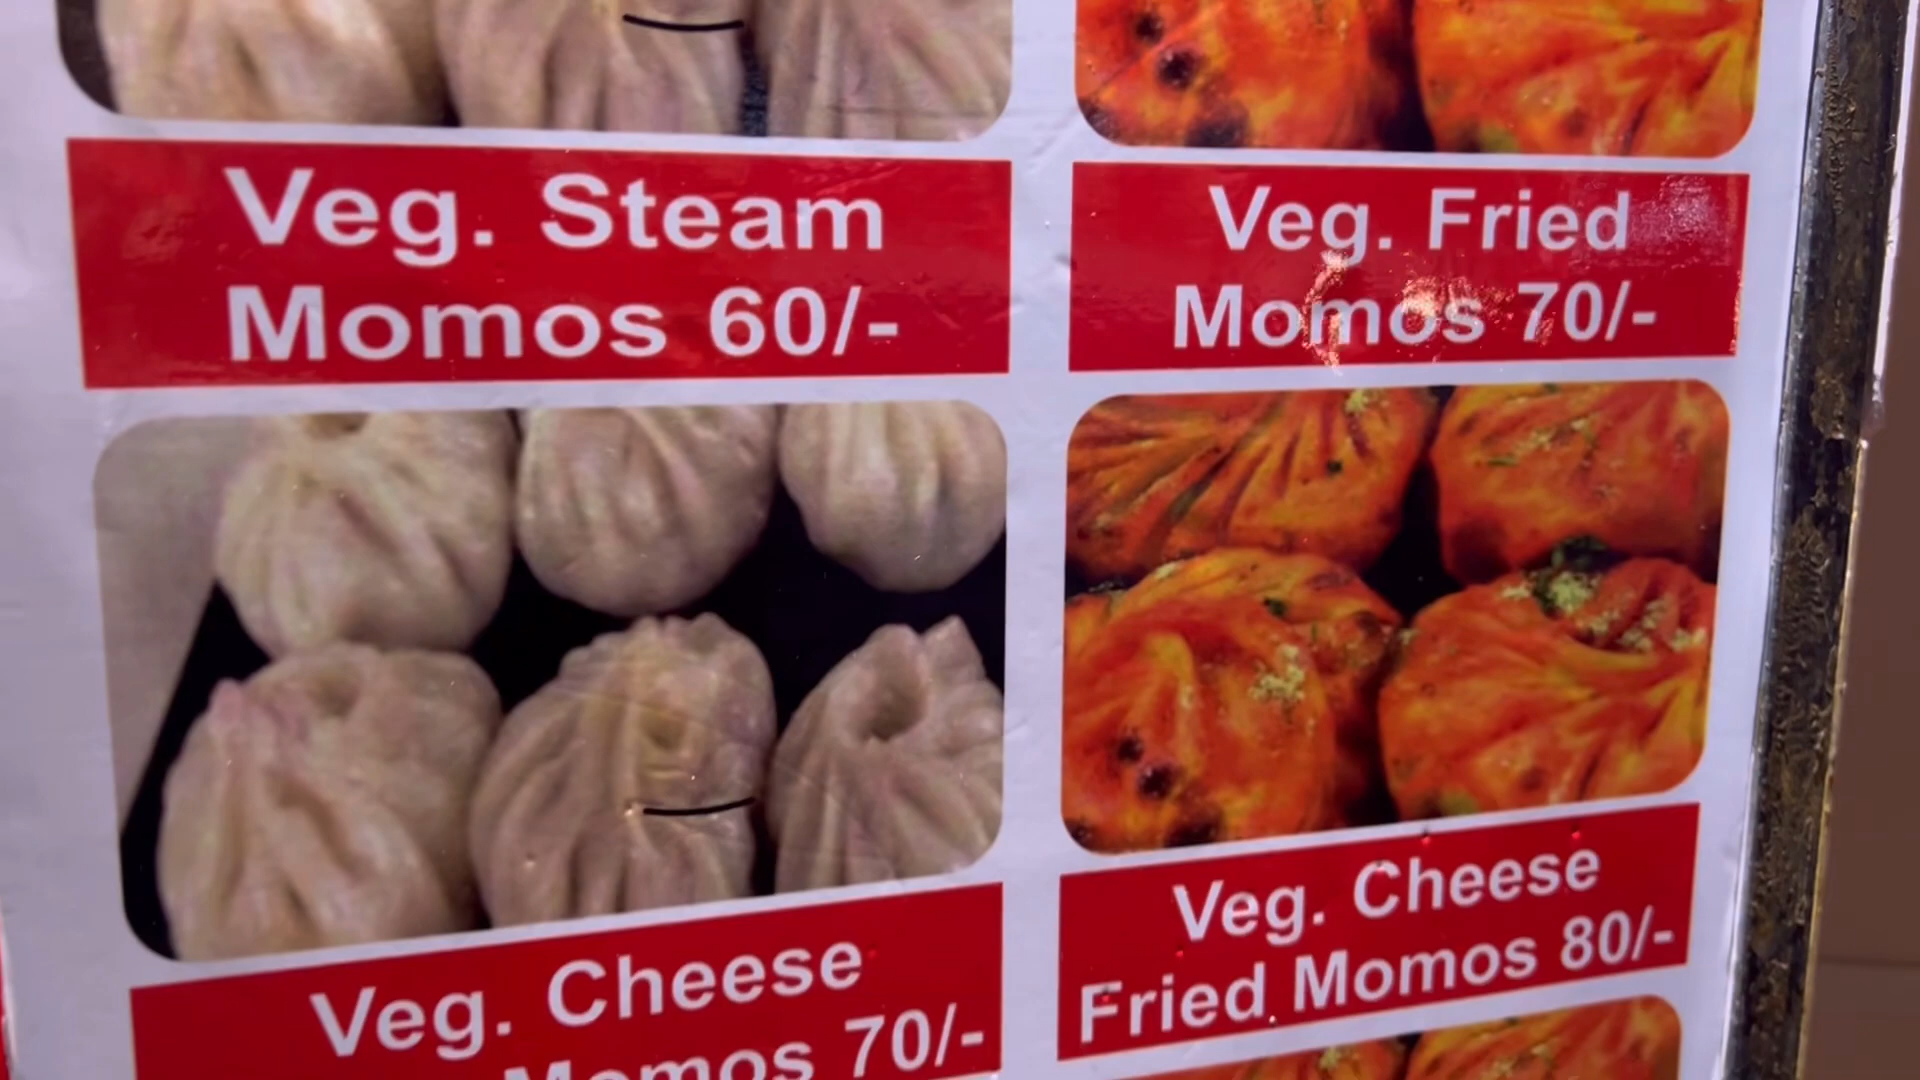 Veg. Steam
Momos 60/-
Veg. Fried
Momos 70/-
Veg. Cheese
Momos 70/-
Veg. Cheese
Fried Momos 80/-